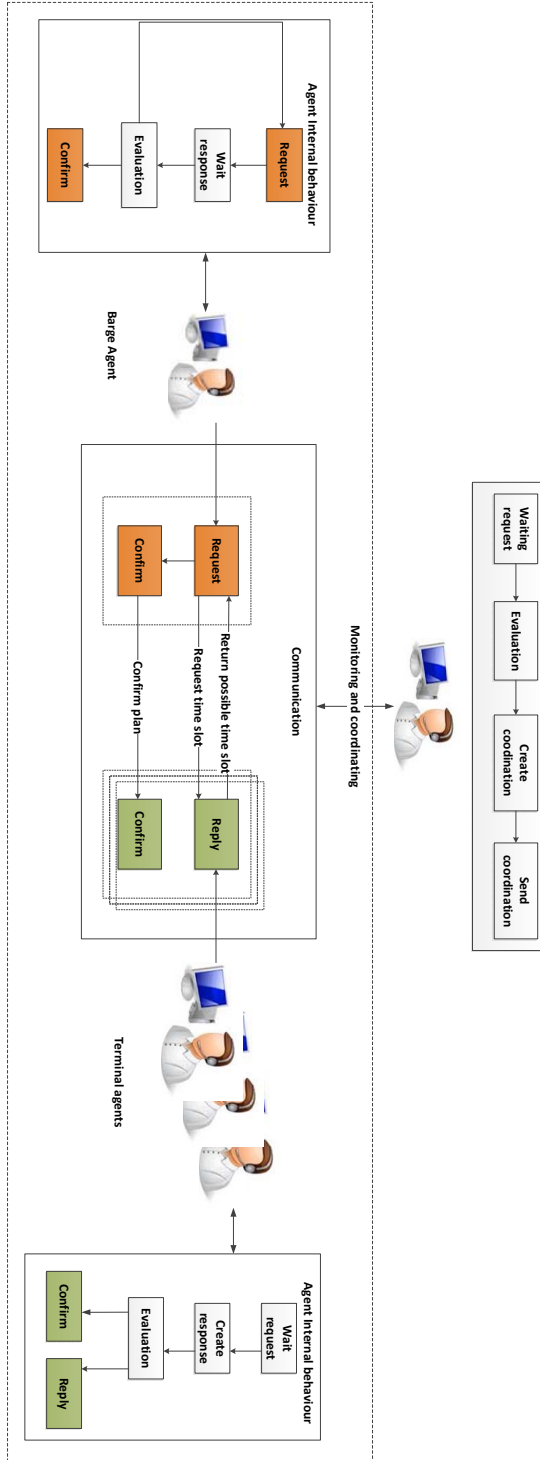 Waiting
request
Evaluation
Create
coodination
Send
coordination
Monitoring and coordinating
Agent Internal behaviour
Request
Wait
response
Evaluation
Confirm
Barge Agent
Communication
Request
Confirm
Return possible time slot
Request time slot
Confirm plan
Reply
Confirm
Terminal agents
Agent Internal behaviour
Wait
request
Create
response
Evaluation
Confirm
Reply